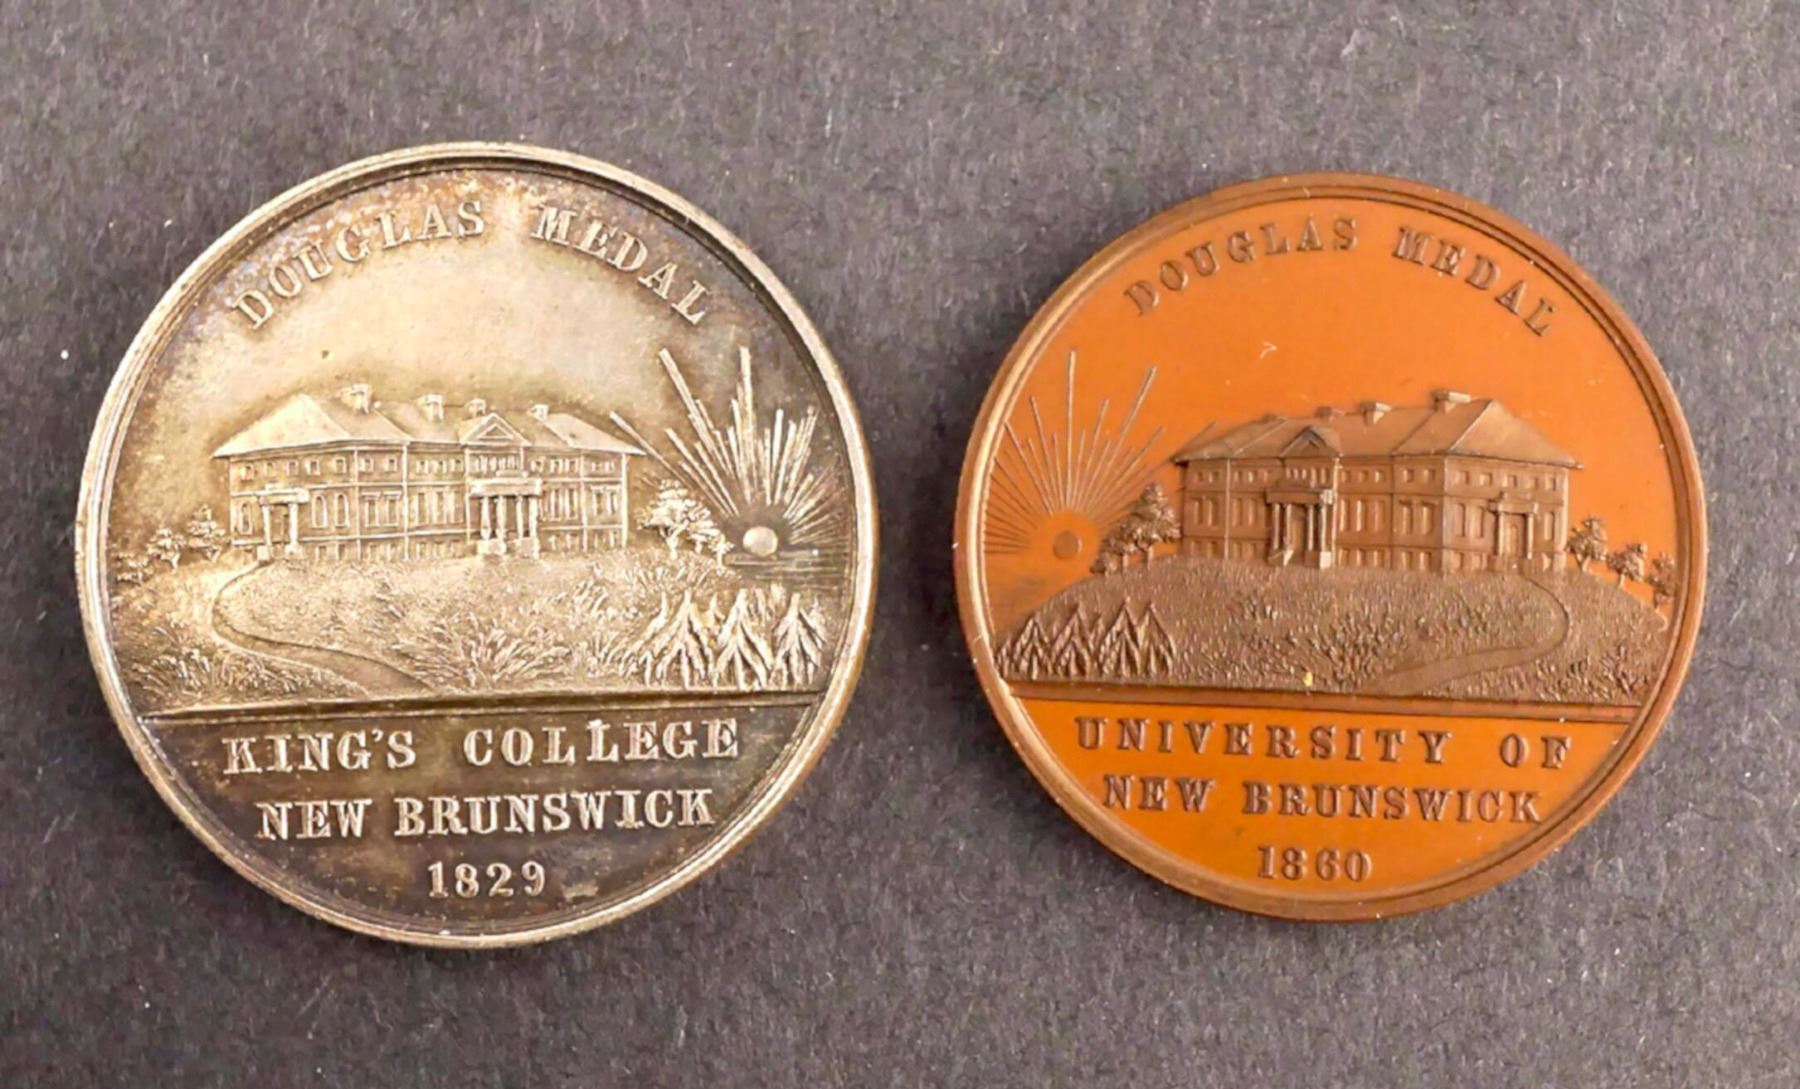 DOUGLAS MEDAL
KING'S COLLEGE
NEW BRUNSWICK
1829
DOUGLAS MEDAL
UNIVERSITY OF
NEW BRUNSWICK
1860